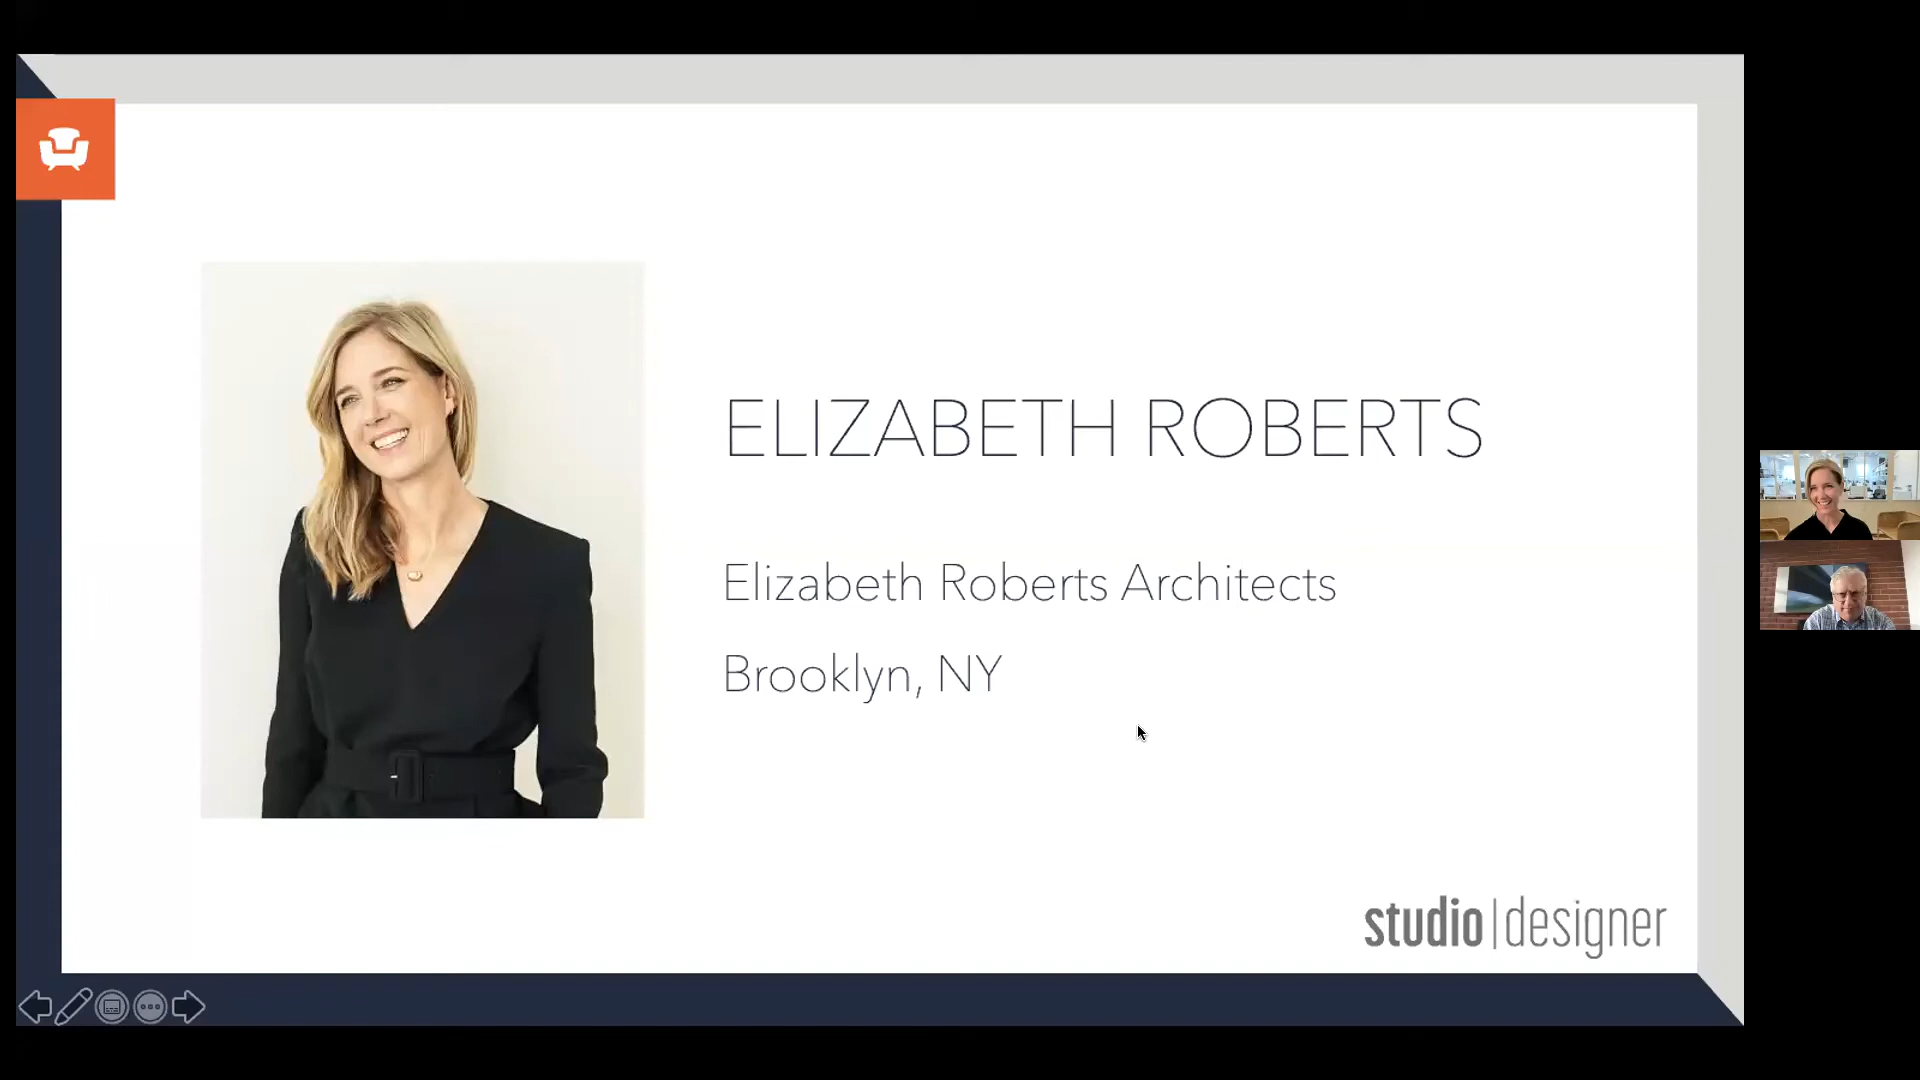 ELIZABETH ROBERTS
Elizabeth Roberts Architects
Brooklyn, NY
studio|designer